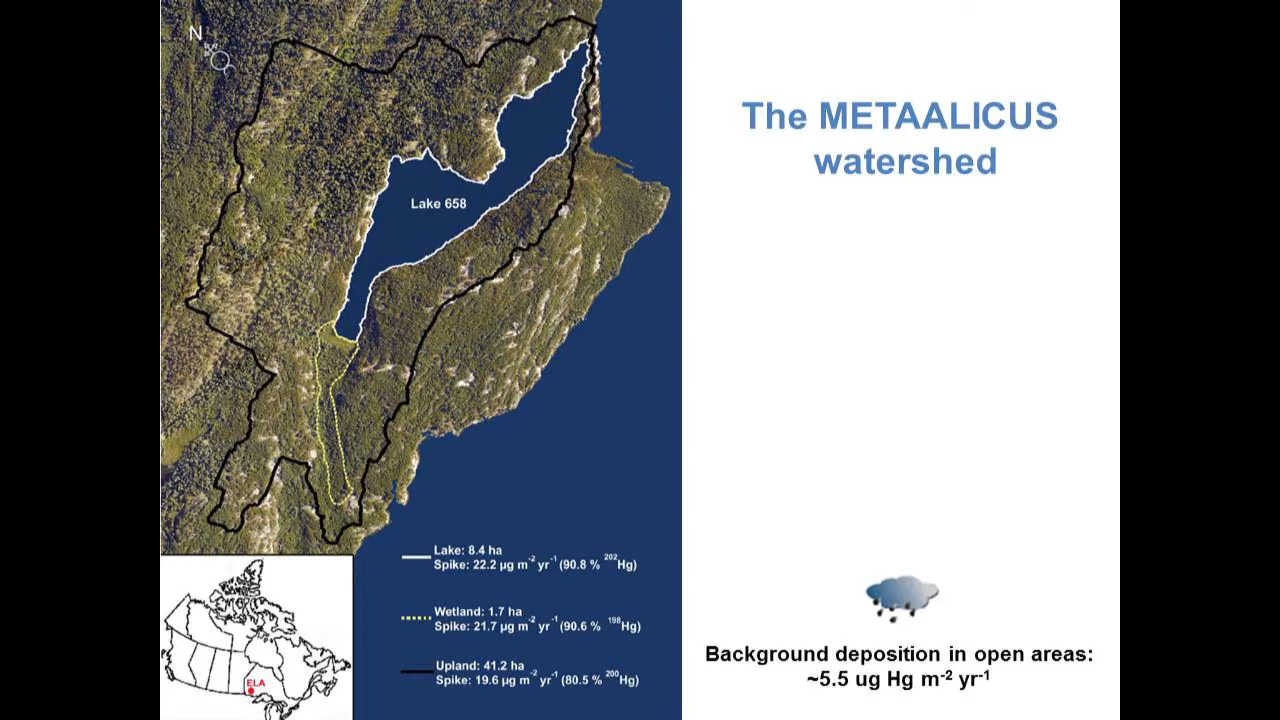 N
The METAALICUS
watershed
Lake 658
Lake: 8.4 ha
Spike: 22.2 µg m-2 yr-1 (90.8 % 202Hg)
Wetland: 1.7 ha
Spike: 21.7 µg m-2 yr-1 (90.6 % 198Hg)
Upland: 41.2 ha
Spike: 19.6 µg m-2 yr-1 (80.5 % 200Hg)
ELA
Background deposition in open areas:
~5.5 ug Hg m-2 yr-1